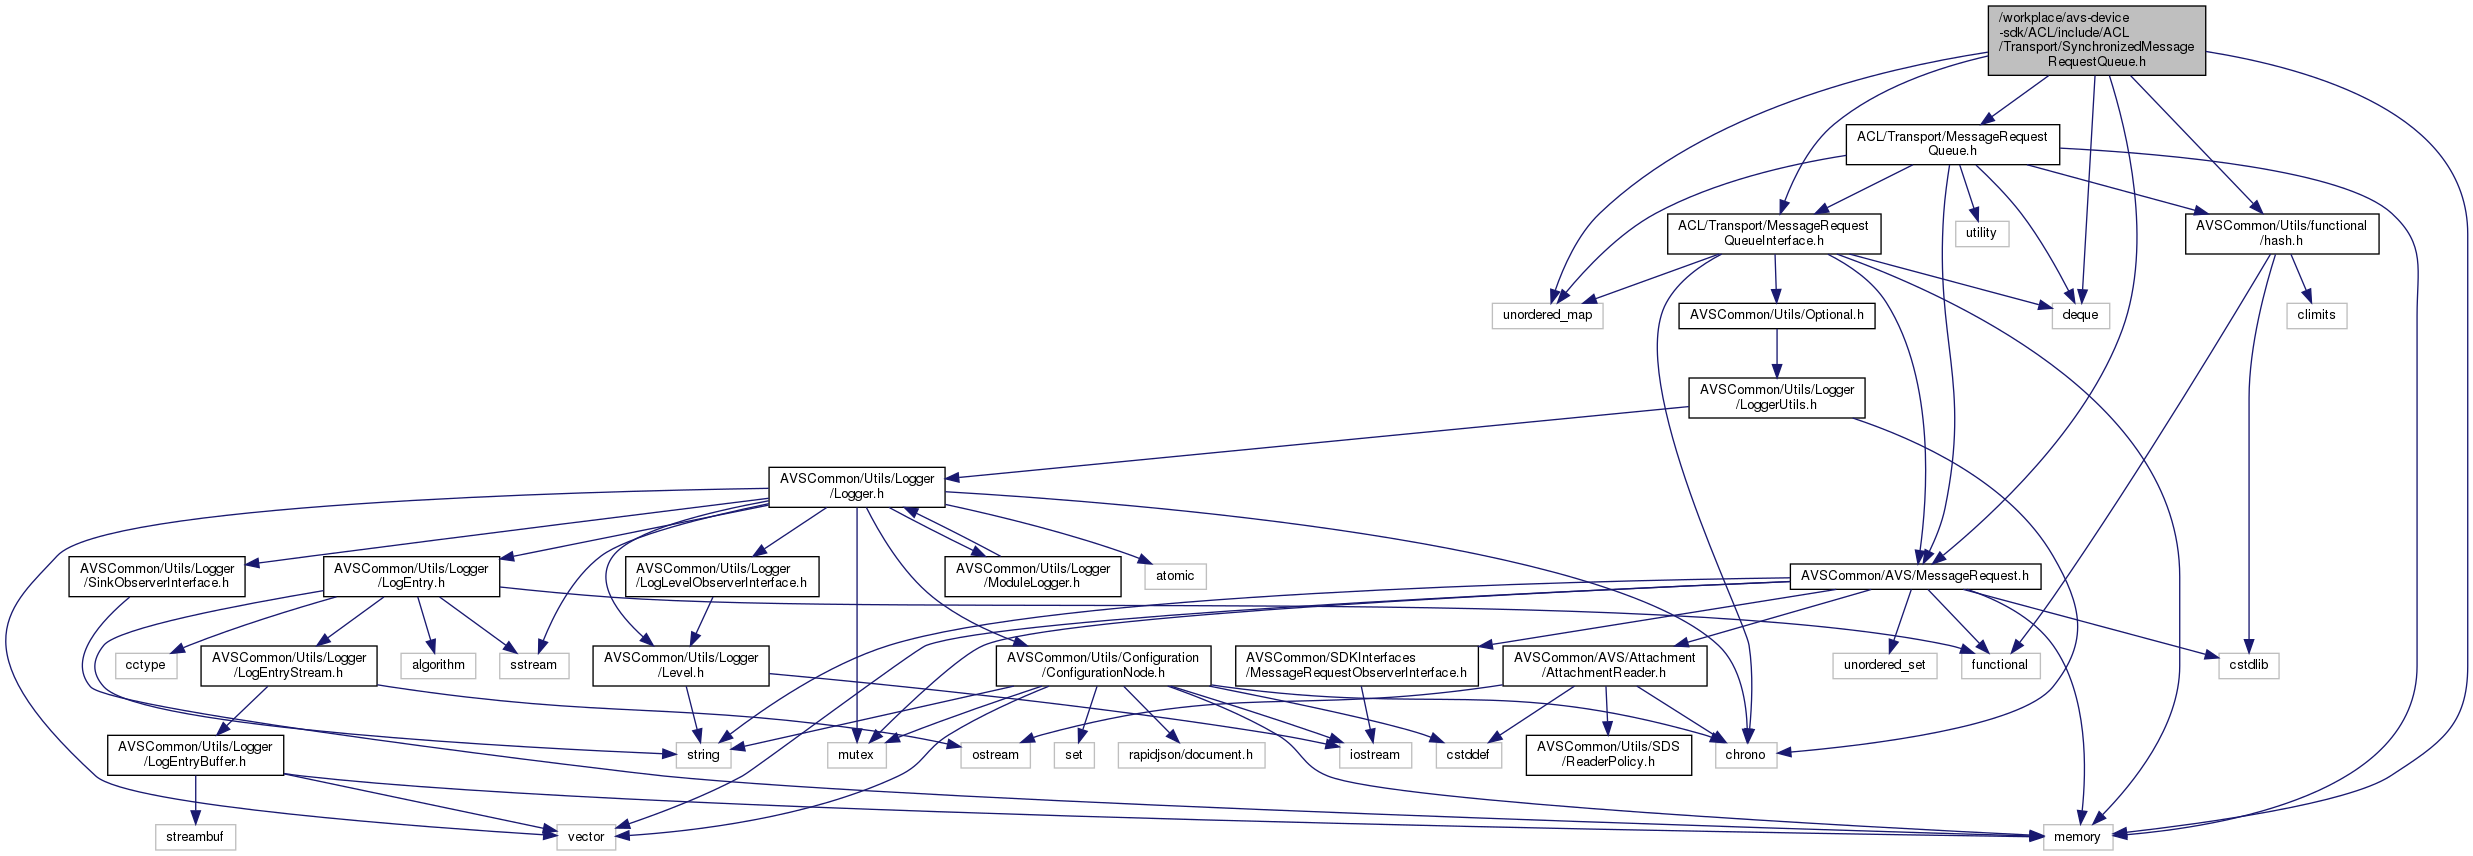 /workplace/avs-device
-sdk/ACL/include/ACL
/Transport/SynchronizedMessage
RequestQueue.h
ACL/Transport/MessageRequest
Queue.h
ACL/Transport/MessageRequest
QueueInterface.h
utility
AVSCommon/Utils/functional
/hash.h
unordered_map
AVSCommon/Utils/Optional.h
deque
climits
AVSCommon/Utils/Logger
/LoggerUtils.h
AVSCommon/Utils/Logger
/Logger.h
AVSCommon/Utils/Logger
/SinkObserverInterface.h
AVSCommon/Utils/Logger
/LogEntry.h
AVSCommon/Utils/Logger
/LogLevelObserverInterface.h
AVSCommon/Utils/Logger
/ModuleLogger.h
atomic
AVSCommon/AVS/MessageRequest.h
cctype
AVSCommon/Utils/Logger
/LogEntryStream.h
algorithm
sstream
AVSCommon/Utils/Logger
/Level.h
AVSCommon/Utils/Configuration
/ConfigurationNode.h
AVSCommon/SDKInterfaces
/MessageRequestObserverInterface.h
AVSCommon/AVS/Attachment
/AttachmentReader.h
unordered_set
functional
cstdlib
AVSCommon/Utils/Logger
/LogEntryBuffer.h
string
mutex
ostream
set
rapidjson/document.h
iostream
cstddef
AVSCommon/Utils/SDS
/ReaderPolicy.h
chrono
streambuf
vector
memory